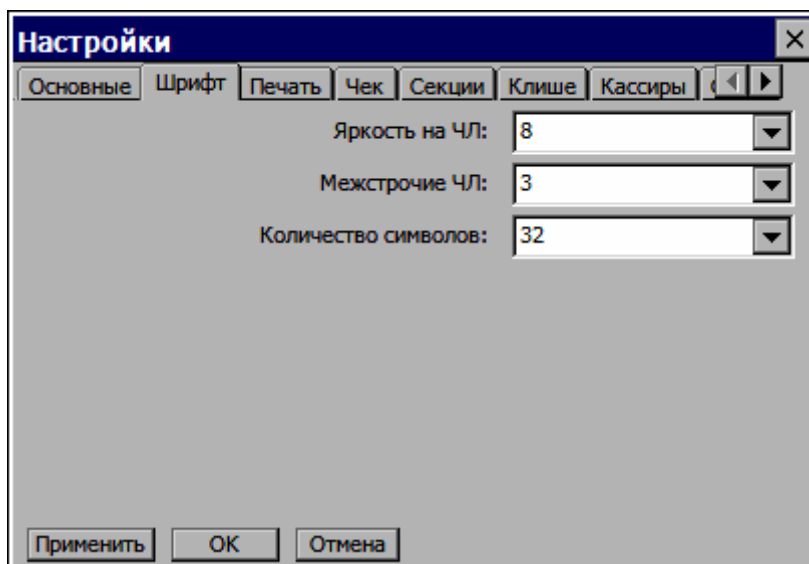 Настройки
Основные Шрифт Печать Чек Секции Клише Кассиры
Яркость на ЧЛ: 8
Межстрочие ЧЛ: 3
Количество символов: 32
Применить ОК Отмена